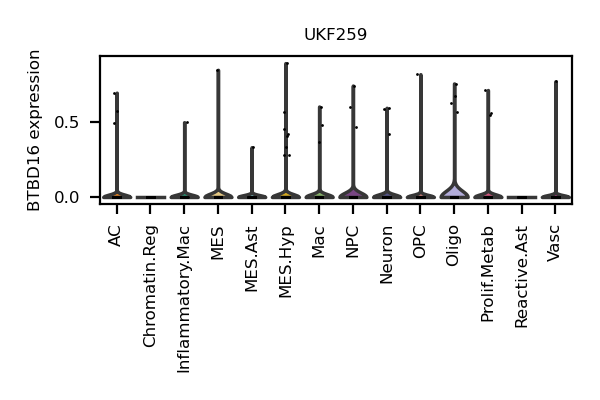 UKF259
BTBD16 expression
0.5
0.0
AC
Chromatin.Reg
Inflammatory.Mac
MES
MES.Ast
MES.Hyp
Mac
NPC
Neuron
OPC
Oligo
Prolif.Metab
Reactive.Ast
Vasc